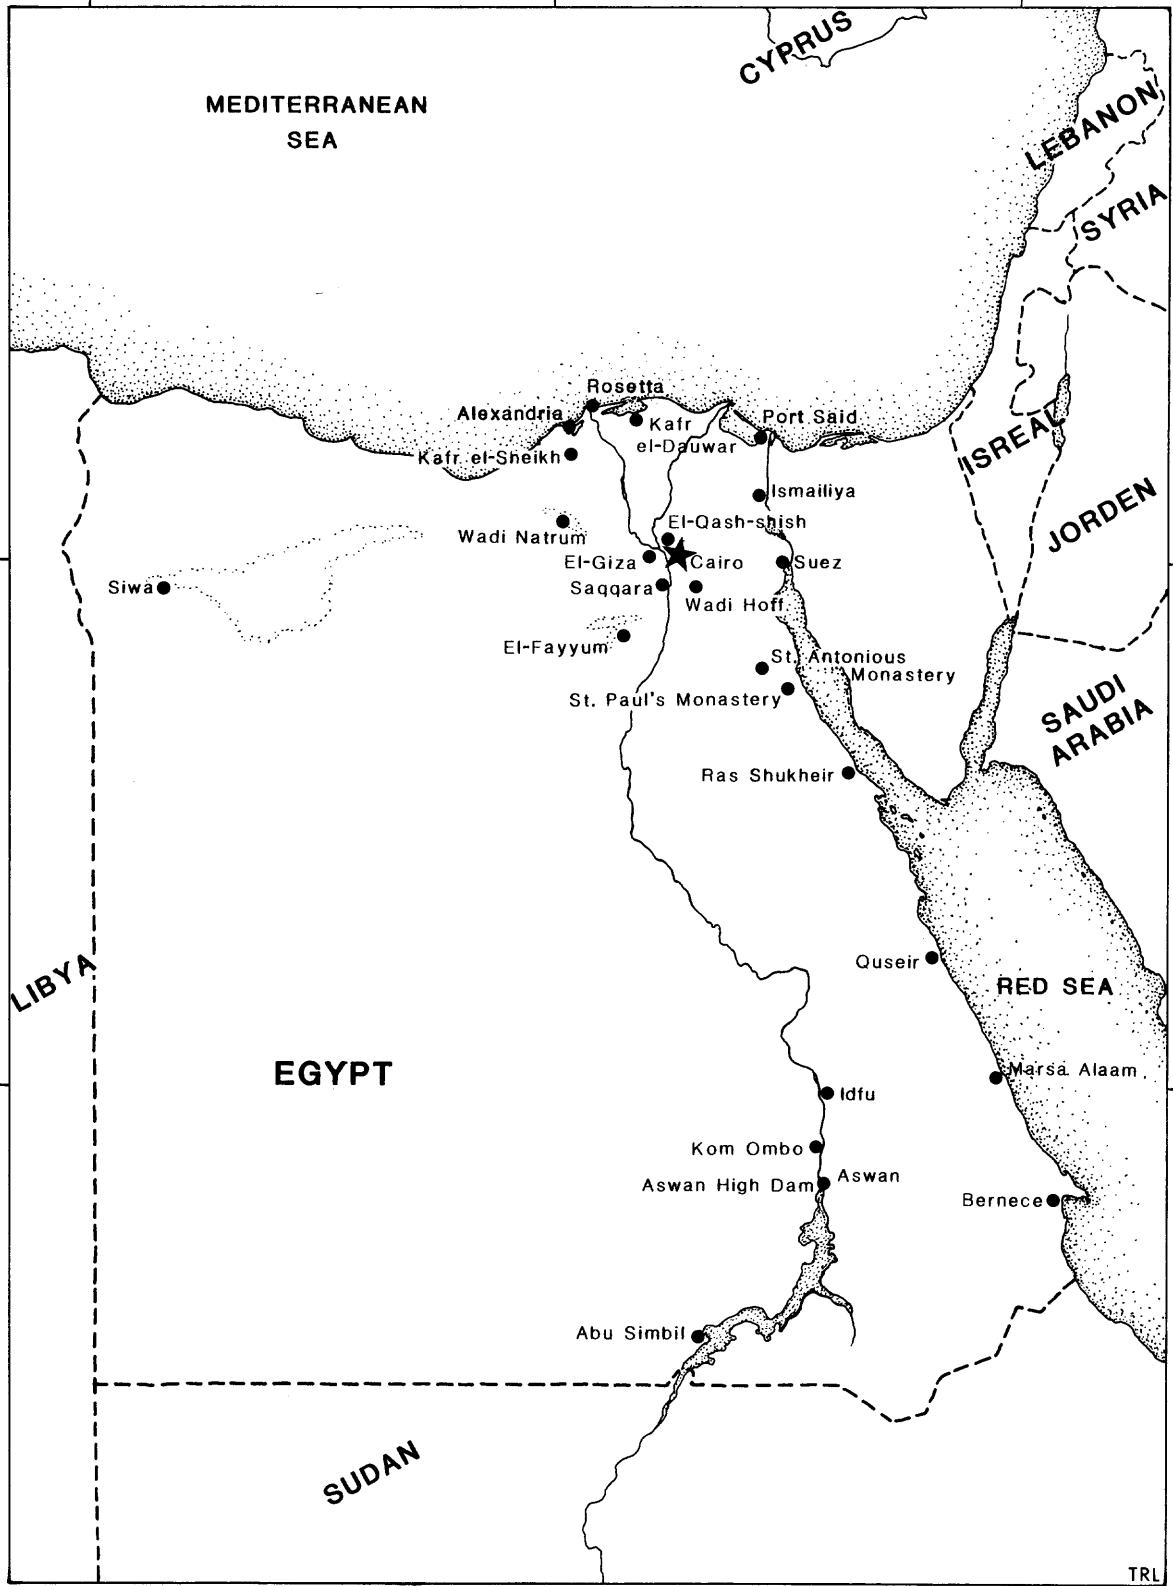 CYPRUS
MEDITERRANEAN
SEA
LEBANON
SYRIA
Rosetta
Alexandria
Port Said
Kafr
el-Dauwar
Kafr el-Sheikh
ISREAL
Ismailiya
JORDEN
El-Qash-shish
Wadi Natrum
El-Giza
Cairo
Suez
Siwa
Saqqara
Wadi Hoff
El-Fayyum
St. Antonious
Monastery
St. Paul's Monastery
SAUDI
ARABIA
Ras Shukheir
LIBYA
Quseir
RED SEA
EGYPT
Marsa Alaam
Idfu
Kom Ombo
Aswan High Dam
Aswan
Bernece
Abu Simbil
SUDAN
TRL